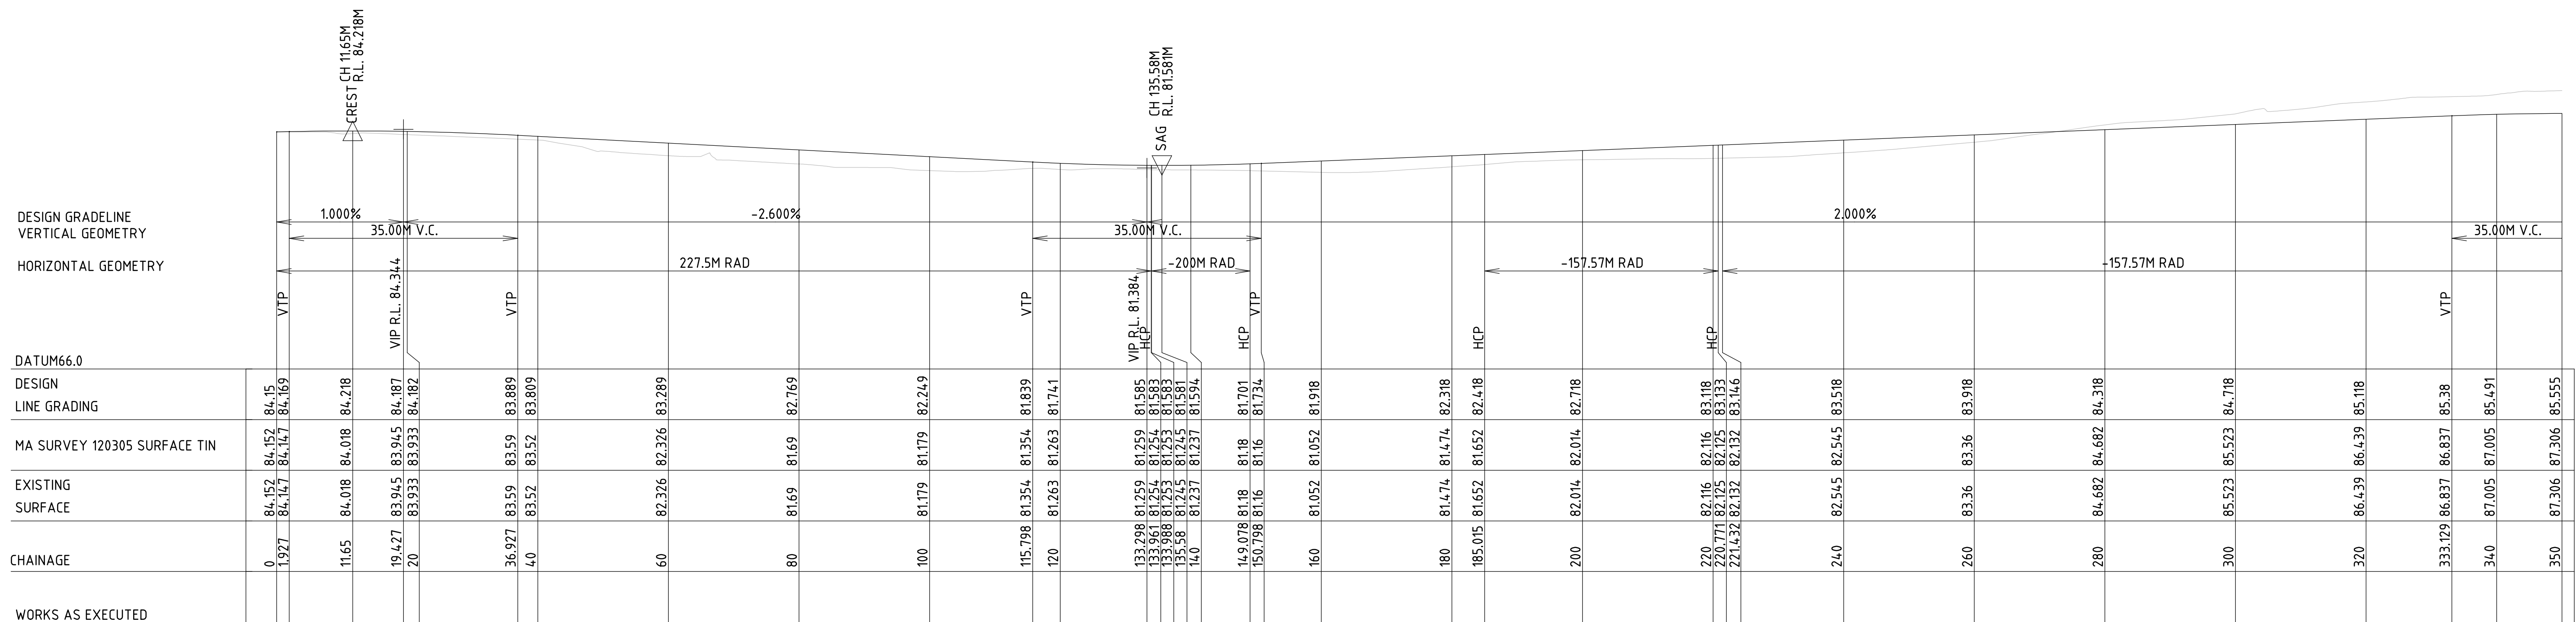 CREST CH 11.65M
R.L. 84.218M
SAG CH 135.58M
R.L. 81.581M
DESIGN GRADELINE
1.000%
-2.600%
2.000%
VERTICAL GEOMETRY
35.00M V.C.
35.00M V.C.
35.00M V.C.
HORIZONTAL GEOMETRY
227.5M RAD
-200M RAD
-157.57M RAD
-157.57M RAD
VTP
VIP R.L. 84.344
VTP
VTP
VIP R.L. 81.384
HCP
HCP
VTP
HCP
HCP
VTP
DATUM66.0
DESIGN
LINE GRADING
84.15 84.169 84.218 84.187 84.182 83.889 83.809 83.289 82.769 82.249 81.839 81.741 81.585 81.583 81.583 81.581 81.594 81.701 81.734 81.918 82.318 82.418 82.718 83.118 83.133 83.146 83.518 83.918 84.318 84.718 85.118 85.38 85.491 85.555
MA SURVEY 120305 SURFACE TIN
84.152 84.147 84.018 83.945 83.933 83.59 83.52 82.326 81.69 81.179 81.354 81.263 81.259 81.254 81.253 81.245 81.237 81.18 81.16 81.052 81.474 81.652 82.014 82.116 82.125 82.132 82.545 83.36 84.682 85.523 86.439 86.837 87.005 87.306
EXISTING
SURFACE
84.152 84.147 84.018 83.945 83.933 83.59 83.52 82.326 81.69 81.179 81.354 81.263 81.259 81.254 81.253 81.245 81.237 81.18 81.16 81.052 81.474 81.652 82.014 82.116 82.125 82.132 82.545 83.36 84.682 85.523 86.439 86.837 87.005 87.306
CHAINAGE
0 1.927 11.65 19.427 20 36.927 40 60 80 100 115.798 120 133.298 133.961 133.988 135.58 140 149.078 150.798 160 180 185.015 200 220 220.771 221.432 240 260 280 300 320 333.129 340 350
WORKS AS EXECUTED